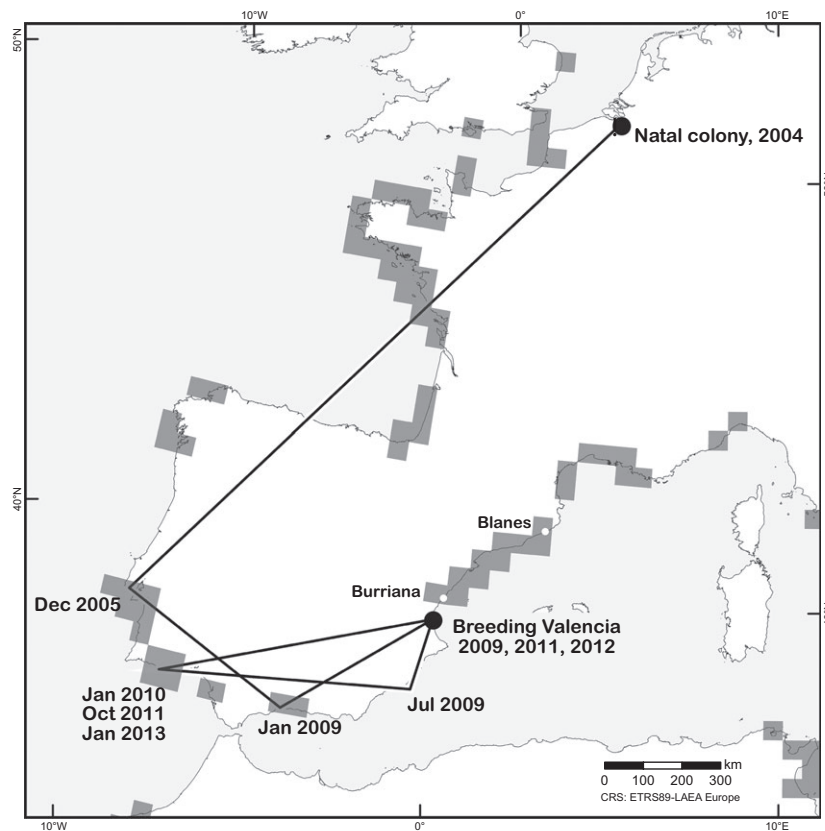 10°W
0°
10°E
50°N
Natal colony, 2004
40°N
Blanes
Burriana
Dec 2005
Breeding Valencia
2009, 2011, 2012
Jan 2010
Oct 2011
Jan 2013
Jul 2009
Jan 2009
km
0 100 200 300
CRS: ETRS89-LAEA Europe
10°W
0°
10°E